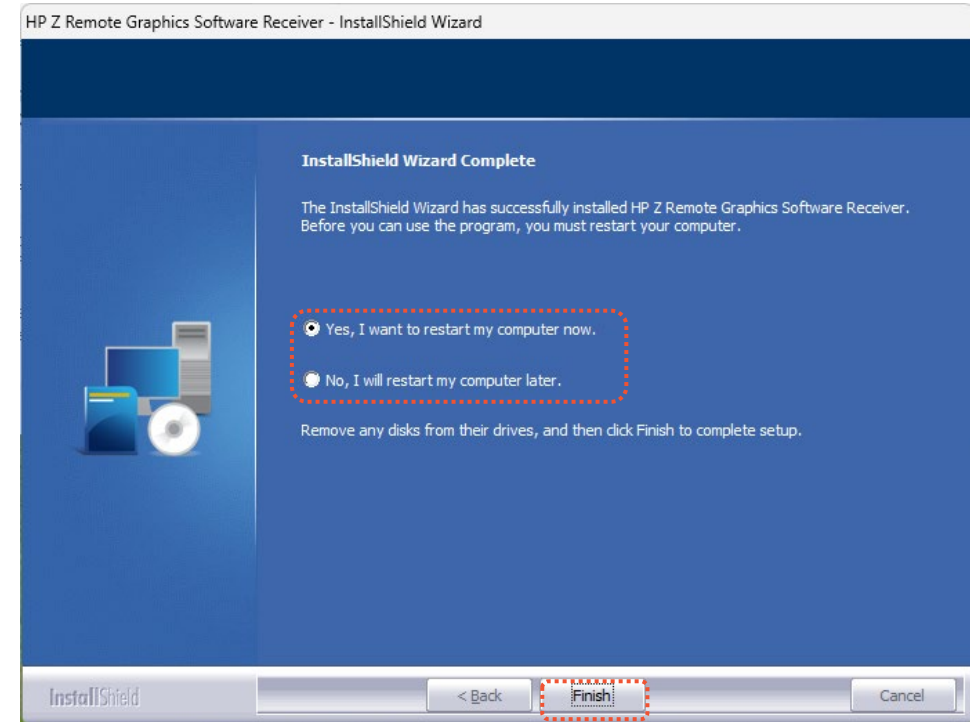 HP Z Remote Graphics Software Receiver - InstallShield Wizard
InstallShield Wizard Complete
The InstallShield Wizard has successfully installed HP Z Remote Graphics Software Receiver.
Before you can use the program, you must restart your computer.
Yes, I want to restart my computer now.
No, I will restart my computer later.
Remove any disks from their drives, and then click Finish to complete setup.
InstallShield
< Back
Finish
Cancel